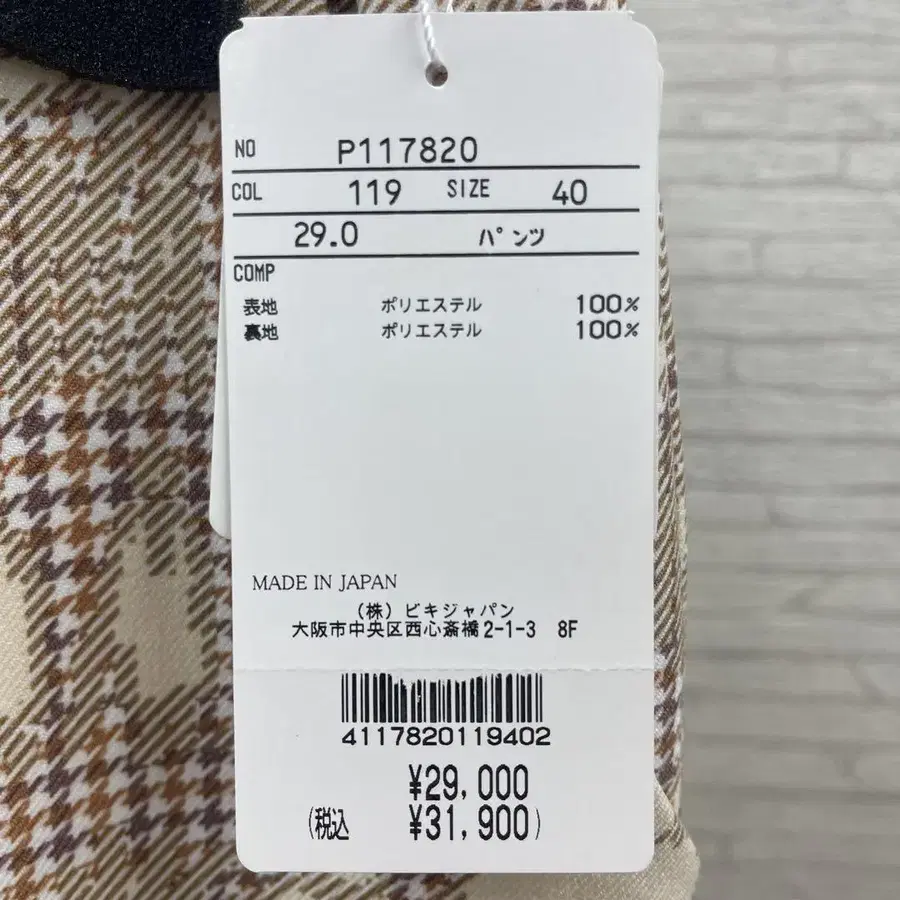 NO P117820
COL 119 SIZE 40
29.0 パンツ
COMP
表地 ポリエステル 100%
裏地 ポリエステル 100%
MADE IN JAPAN
(株) ビキジャパン
大阪市中央区西心斎橋2-1-3 8F
4117820119402
¥29,000
(税込 ¥31,900)